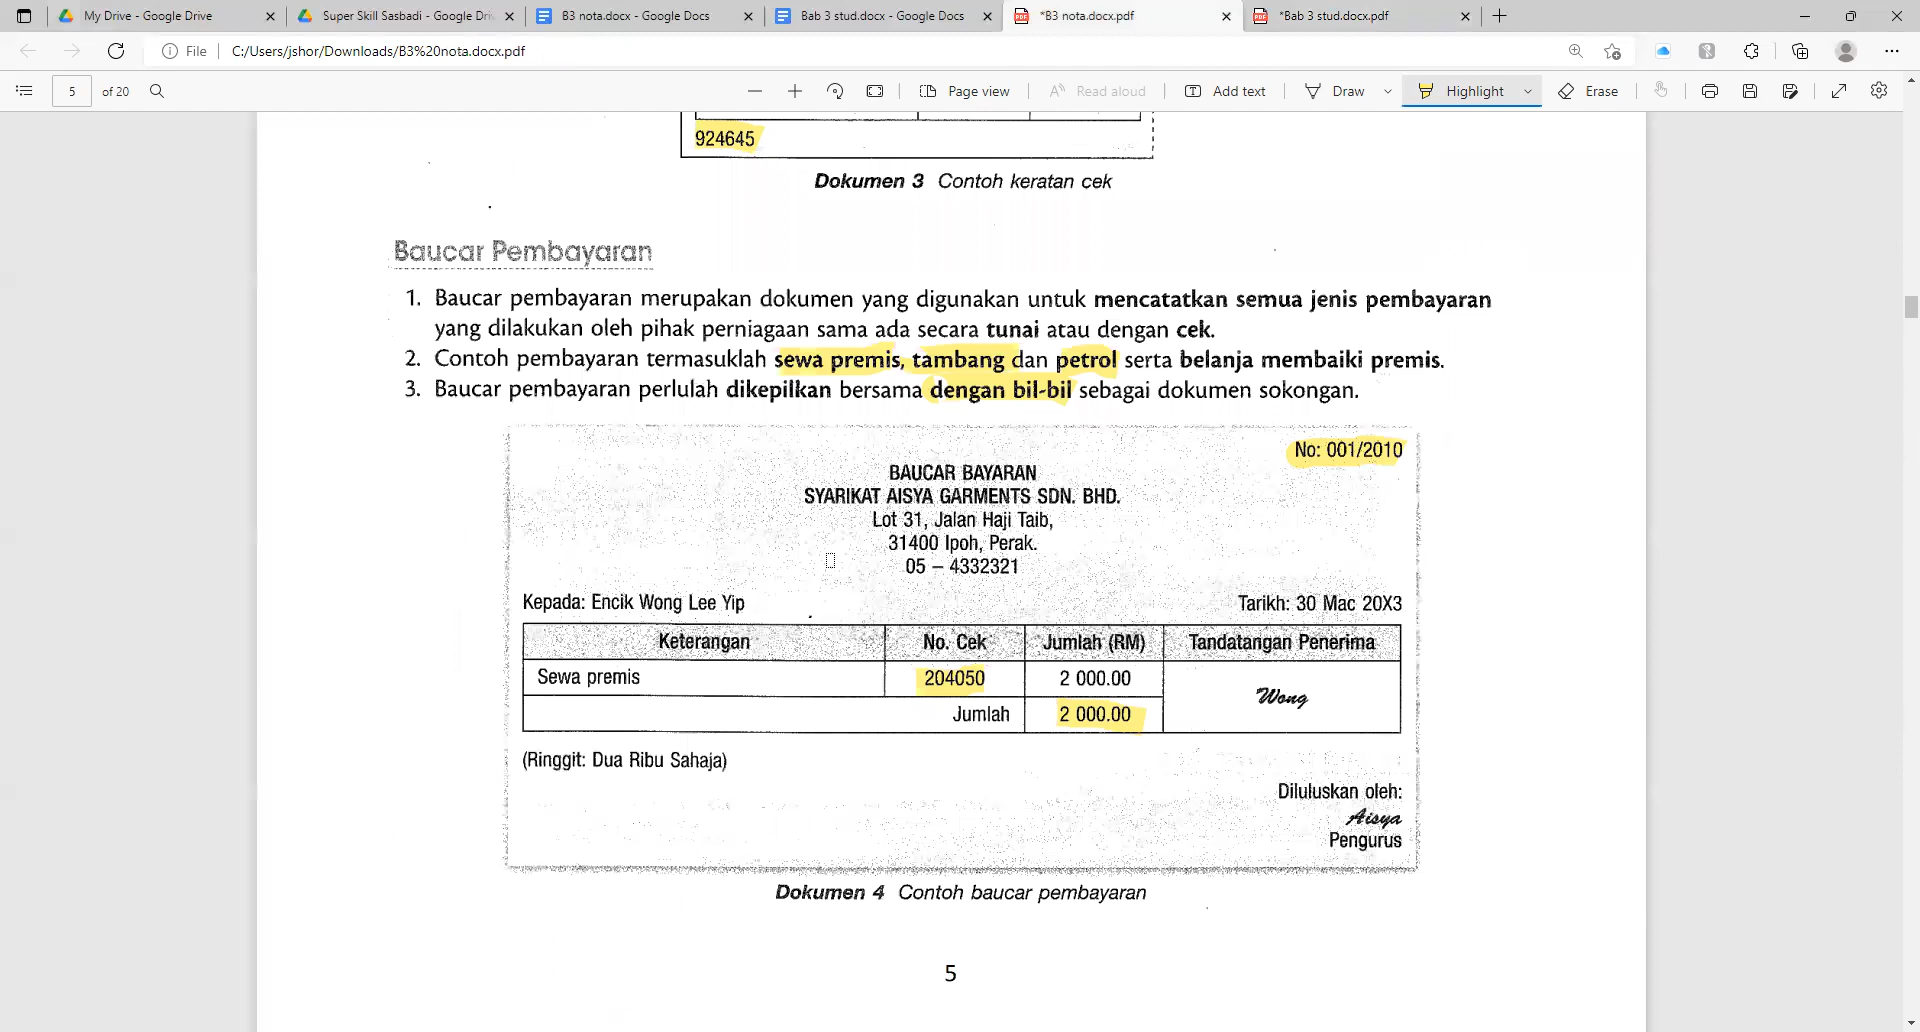 My Drive - Google Drive
Super Skill Sasbadi - Google Dri
B3 nota.docx - Google Docs
Bab 3 stud.docx - Google Docs
*B3 nota.docx.pdf
*Bab 3 stud.docx.pdf
File C:/Users/jshor/Downloads/B3%20nota.docx.pdf
5 of 20 Page view Read aloud Add text Draw Highlight Erase
924645
Dokumen 3 Contoh keratan cek
Baucar Pembayaran
1. Baucar pembayaran merupakan dokumen yang digunakan untuk mencatatkan semua jenis pembayaran
yang dilakukan oleh pihak perniagaan sama ada secara tunai atau dengan cek.
2. Contoh pembayaran termasuklah sewa premis, tambang dan petrol serta belanja membaiki premis.
3. Baucar pembayaran perlulah dikepilkan bersama dengan bil-bil sebagai dokumen sokongan.
No: 001/2010
BAUCAR BAYARAN
SYARIKAT AISYA GARMENTS SDN. BHD.
Lot 31, Jalan Haji Taib,
31400 Ipoh, Perak.
05 – 4332321
Kepada: Encik Wong Lee Yip Tarikh: 30 Mac 20X3
Keterangan No. Cek Jumlah (RM) Tandatangan Penerima
Sewa premis 204050 2 000.00
Wong
Jumlah 2 000.00
(Ringgit: Dua Ribu Sahaja)
Diluluskan oleh:
Aisya
Pengurus
Dokumen 4 Contoh baucar pembayaran
5